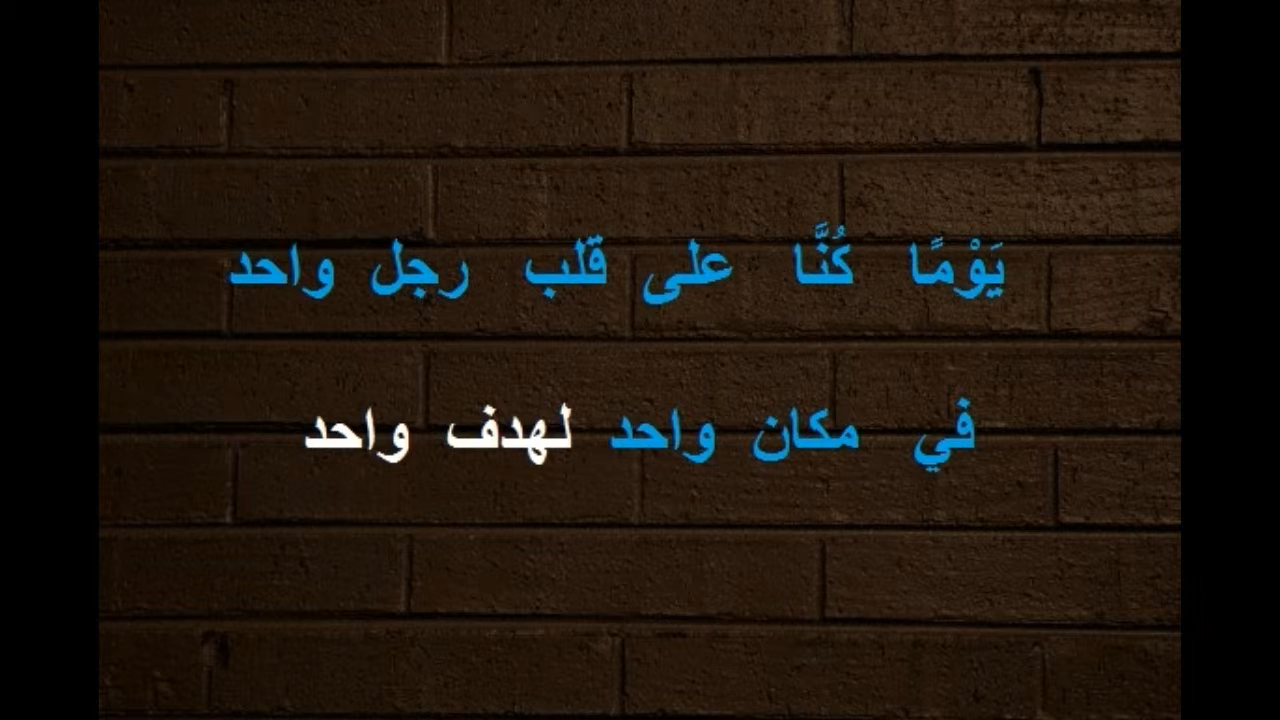 يَوْمًا كُنَّا على قلب رجل واحد
في مكان واحد لهدف واحد